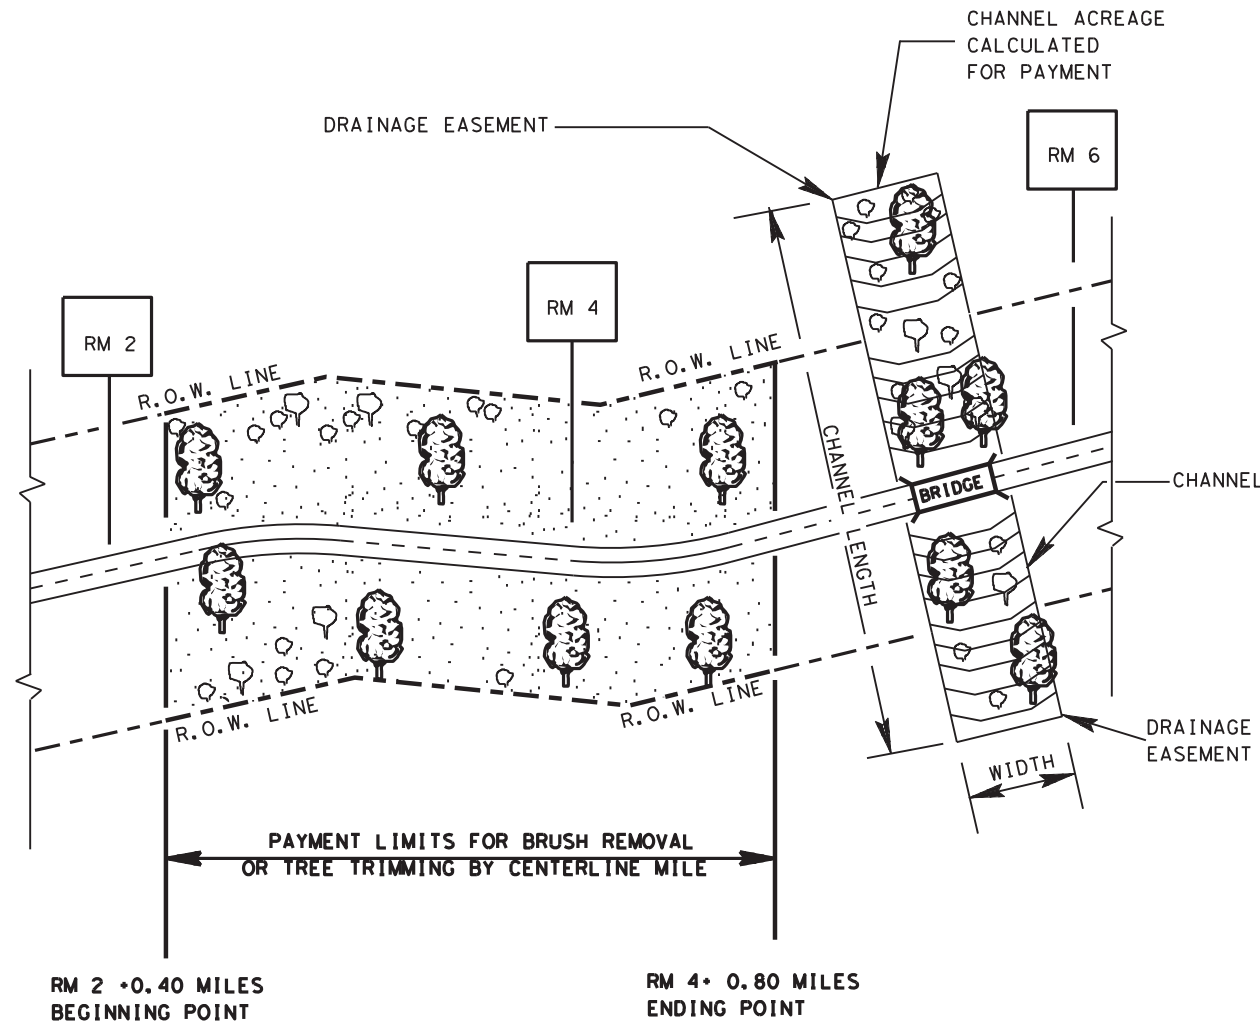 CHANNEL ACREAGE
CALCULATED
FOR PAYMENT
DRAINAGE EASEMENT
RM 6
RM 4
RM 2
R.O.W. LINE
R.O.W. LINE
CHANNEL LENGTH
BRIDGE
CHANNEL
R.O.W. LINE
R.O.W. LINE
DRAINAGE
EASEMENT
WIDTH
PAYMENT LIMITS FOR BRUSH REMOVAL
OR TREE TRIMMING BY CENTERLINE MILE
RM 2 +0.40 MILES
BEGINNING POINT
RM 4+ 0.80 MILES
ENDING POINT